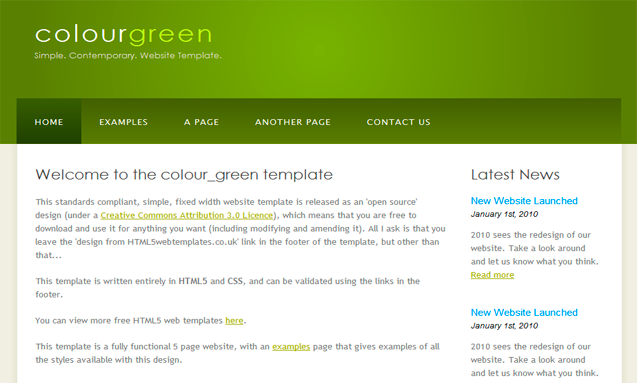 colourgreen
Simple. Contemporary. Website Template.
HOME EXAMPLES A PAGE ANOTHER PAGE CONTACT US
Welcome to the colour_green template
This standards compliant, simple, fixed width website template is released as an 'open source'
design (under a Creative Commons Attribution 3.0 Licence), which means that you are free to
download and use it for anything you want (including modifying and amending it). All I ask is that you
leave the 'design from HTML5webtemplates.co.uk' link in the footer of the template, but other than
that...
This template is written entirely in HTML5 and CSS, and can be validated using the links in the
footer.
You can view more free HTML5 web templates here.
This template is a fully functional 5 page website, with an examples page that gives examples of all
the styles available with this design.
Latest News
New Website Launched
January 1st, 2010
2010 sees the redesign of our
website. Take a look around
and let us know what you think.
Read more
New Website Launched
January 1st, 2010
2010 sees the redesign of our
website. Take a look around
and let us know what you think.